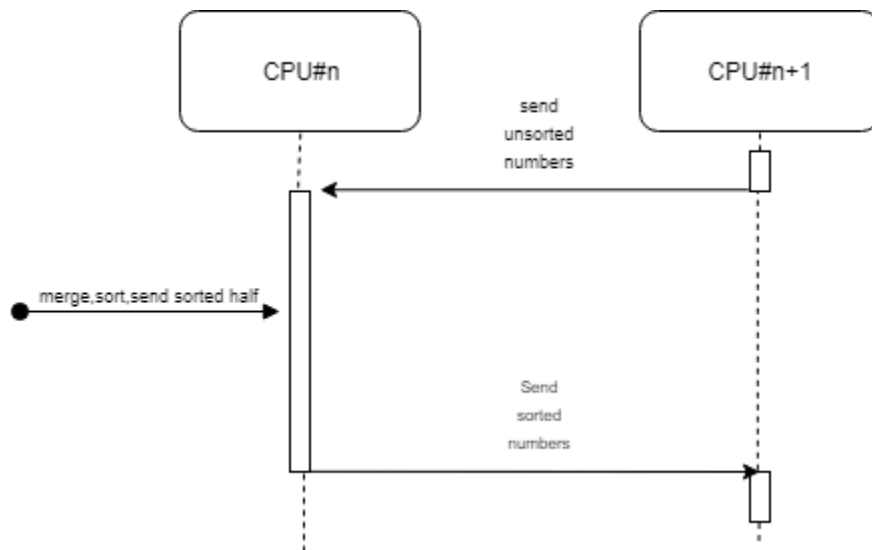 CPU#n
CPU#n+1
send
unsorted
numbers
merge,sort,send sorted half
Send
sorted
numbers